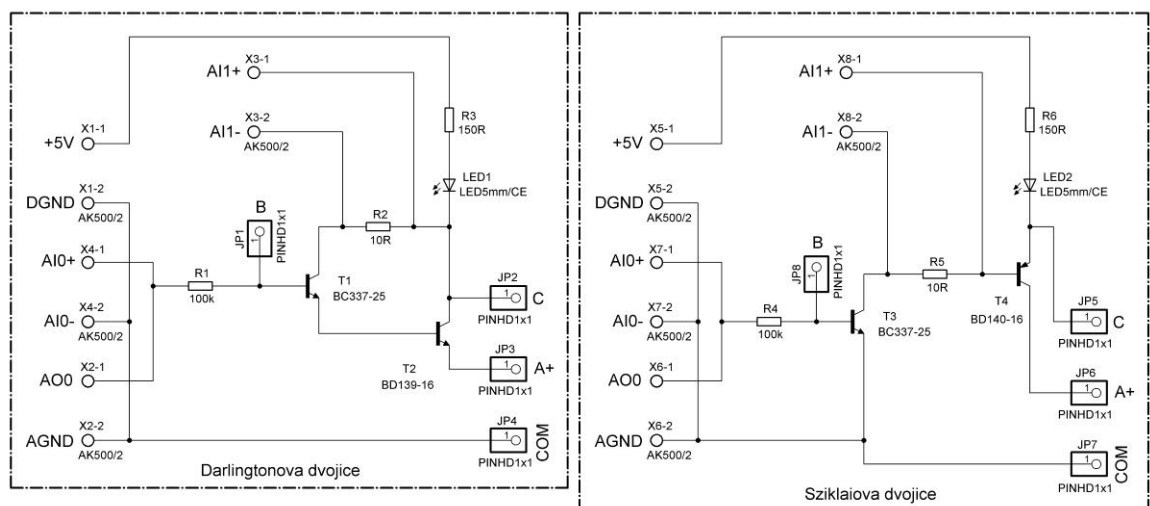 X3-1
AI1+
X3-2
AI1-
AK500/2
X1-1
+5V
X1-2
DGND
AK500/2
X4-1
AI0+
X4-2
AI0-
AK500/2
X2-1
AO0
X2-2
AGND
AK500/2
R1
100k
B
JP1
1
PINHD1x1
T1
BC337-25
R2
10R
R3
150R
LED1
LED5mm/CE
T2
BD139-16
JP2
1
C
PINHD1x1
JP3
1
A+
PINHD1x1
JP4
1
COM
PINHD1x1
Darlingtonova dvojice
X8-1
AI1+
X8-2
AI1-
AK500/2
X5-1
+5V
X5-2
DGND
AK500/2
X7-1
AI0+
X7-2
AI0-
AK500/2
X6-1
AO0
X6-2
AGND
AK500/2
R4
100k
B
JP8
1
PINHD1x1
T3
BC337-25
R5
10R
R6
150R
LED2
LED5mm/CE
T4
BD140-16
JP5
1
C
PINHD1x1
JP6
1
A+
PINHD1x1
JP7
1
COM
PINHD1x1
Sziklaiova dvojice